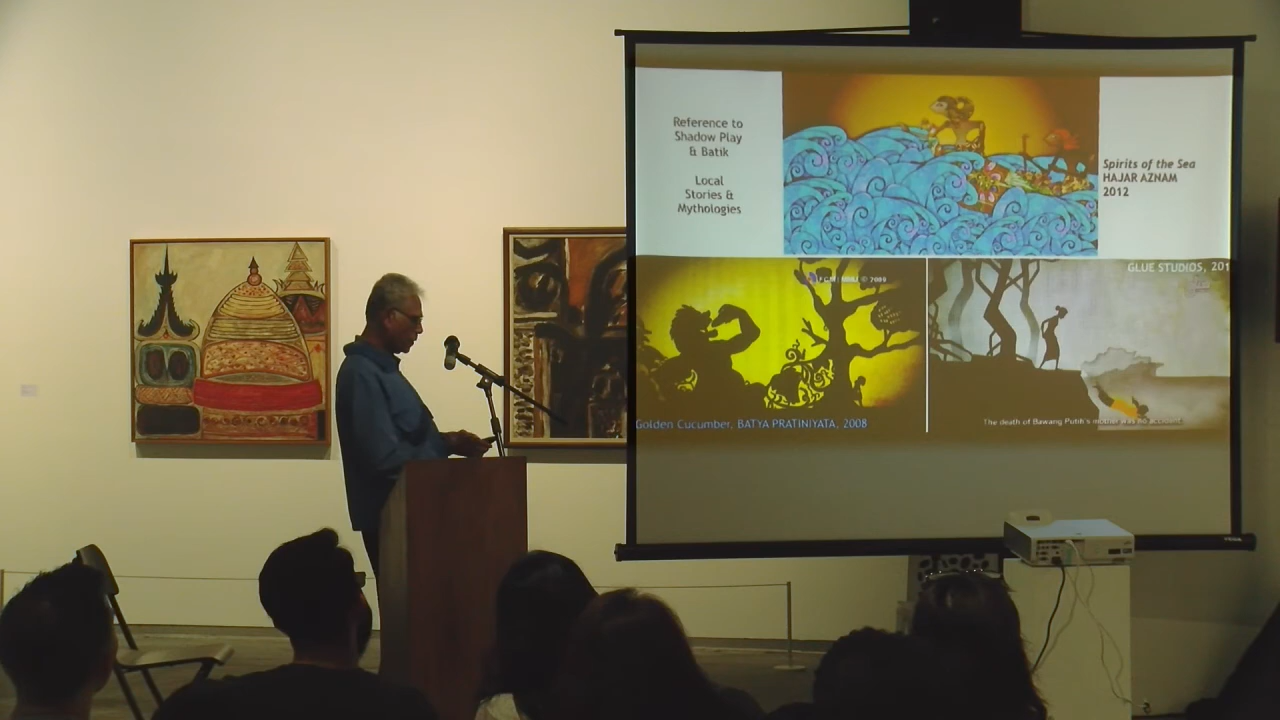 Reference to
Shadow Play
& Batik
Local
Stories &
Mythologies
Spirits of the Sea
HAJAR AZNAM
2012
© 2009
GLUE STUDIOS, 201
Golden Cucumber, BATYA PRATINIYATA, 2008
The death of Bawang Putih's mother was no accident.